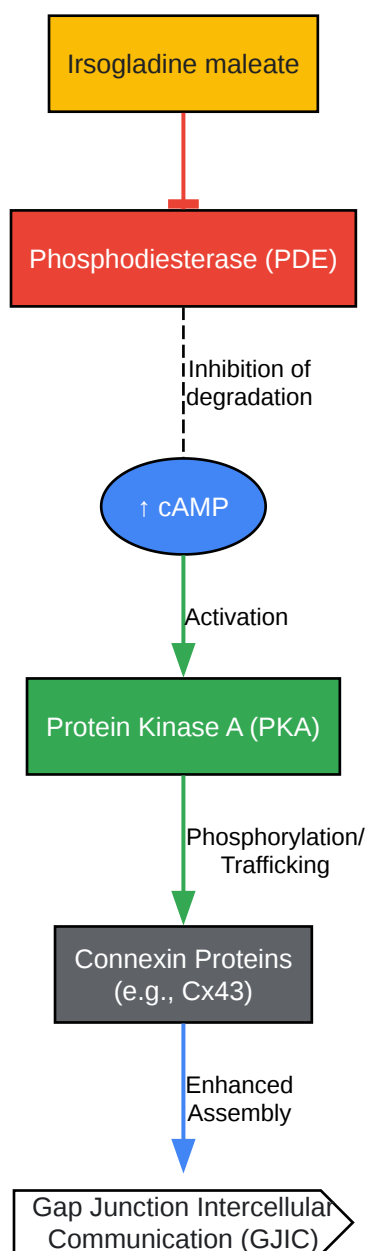 Irsogladine maleate
Phosphodiesterase (PDE)
Inhibition of
degradation
↑ cAMP
Activation
Protein Kinase A (PKA)
Phosphorylation/
Trafficking
Connexin Proteins
(e.g., Cx43)
Enhanced
Assembly
Gap Junction Intercellular
Communication (GJIC)